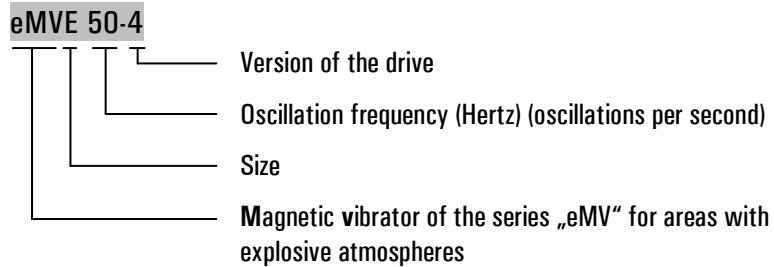 eMVE 50-4
Version of the drive
Oscillation frequency (Hertz) (oscillations per second)
Size
Magnetic vibrator of the series „eMV“ for areas with
explosive atmospheres